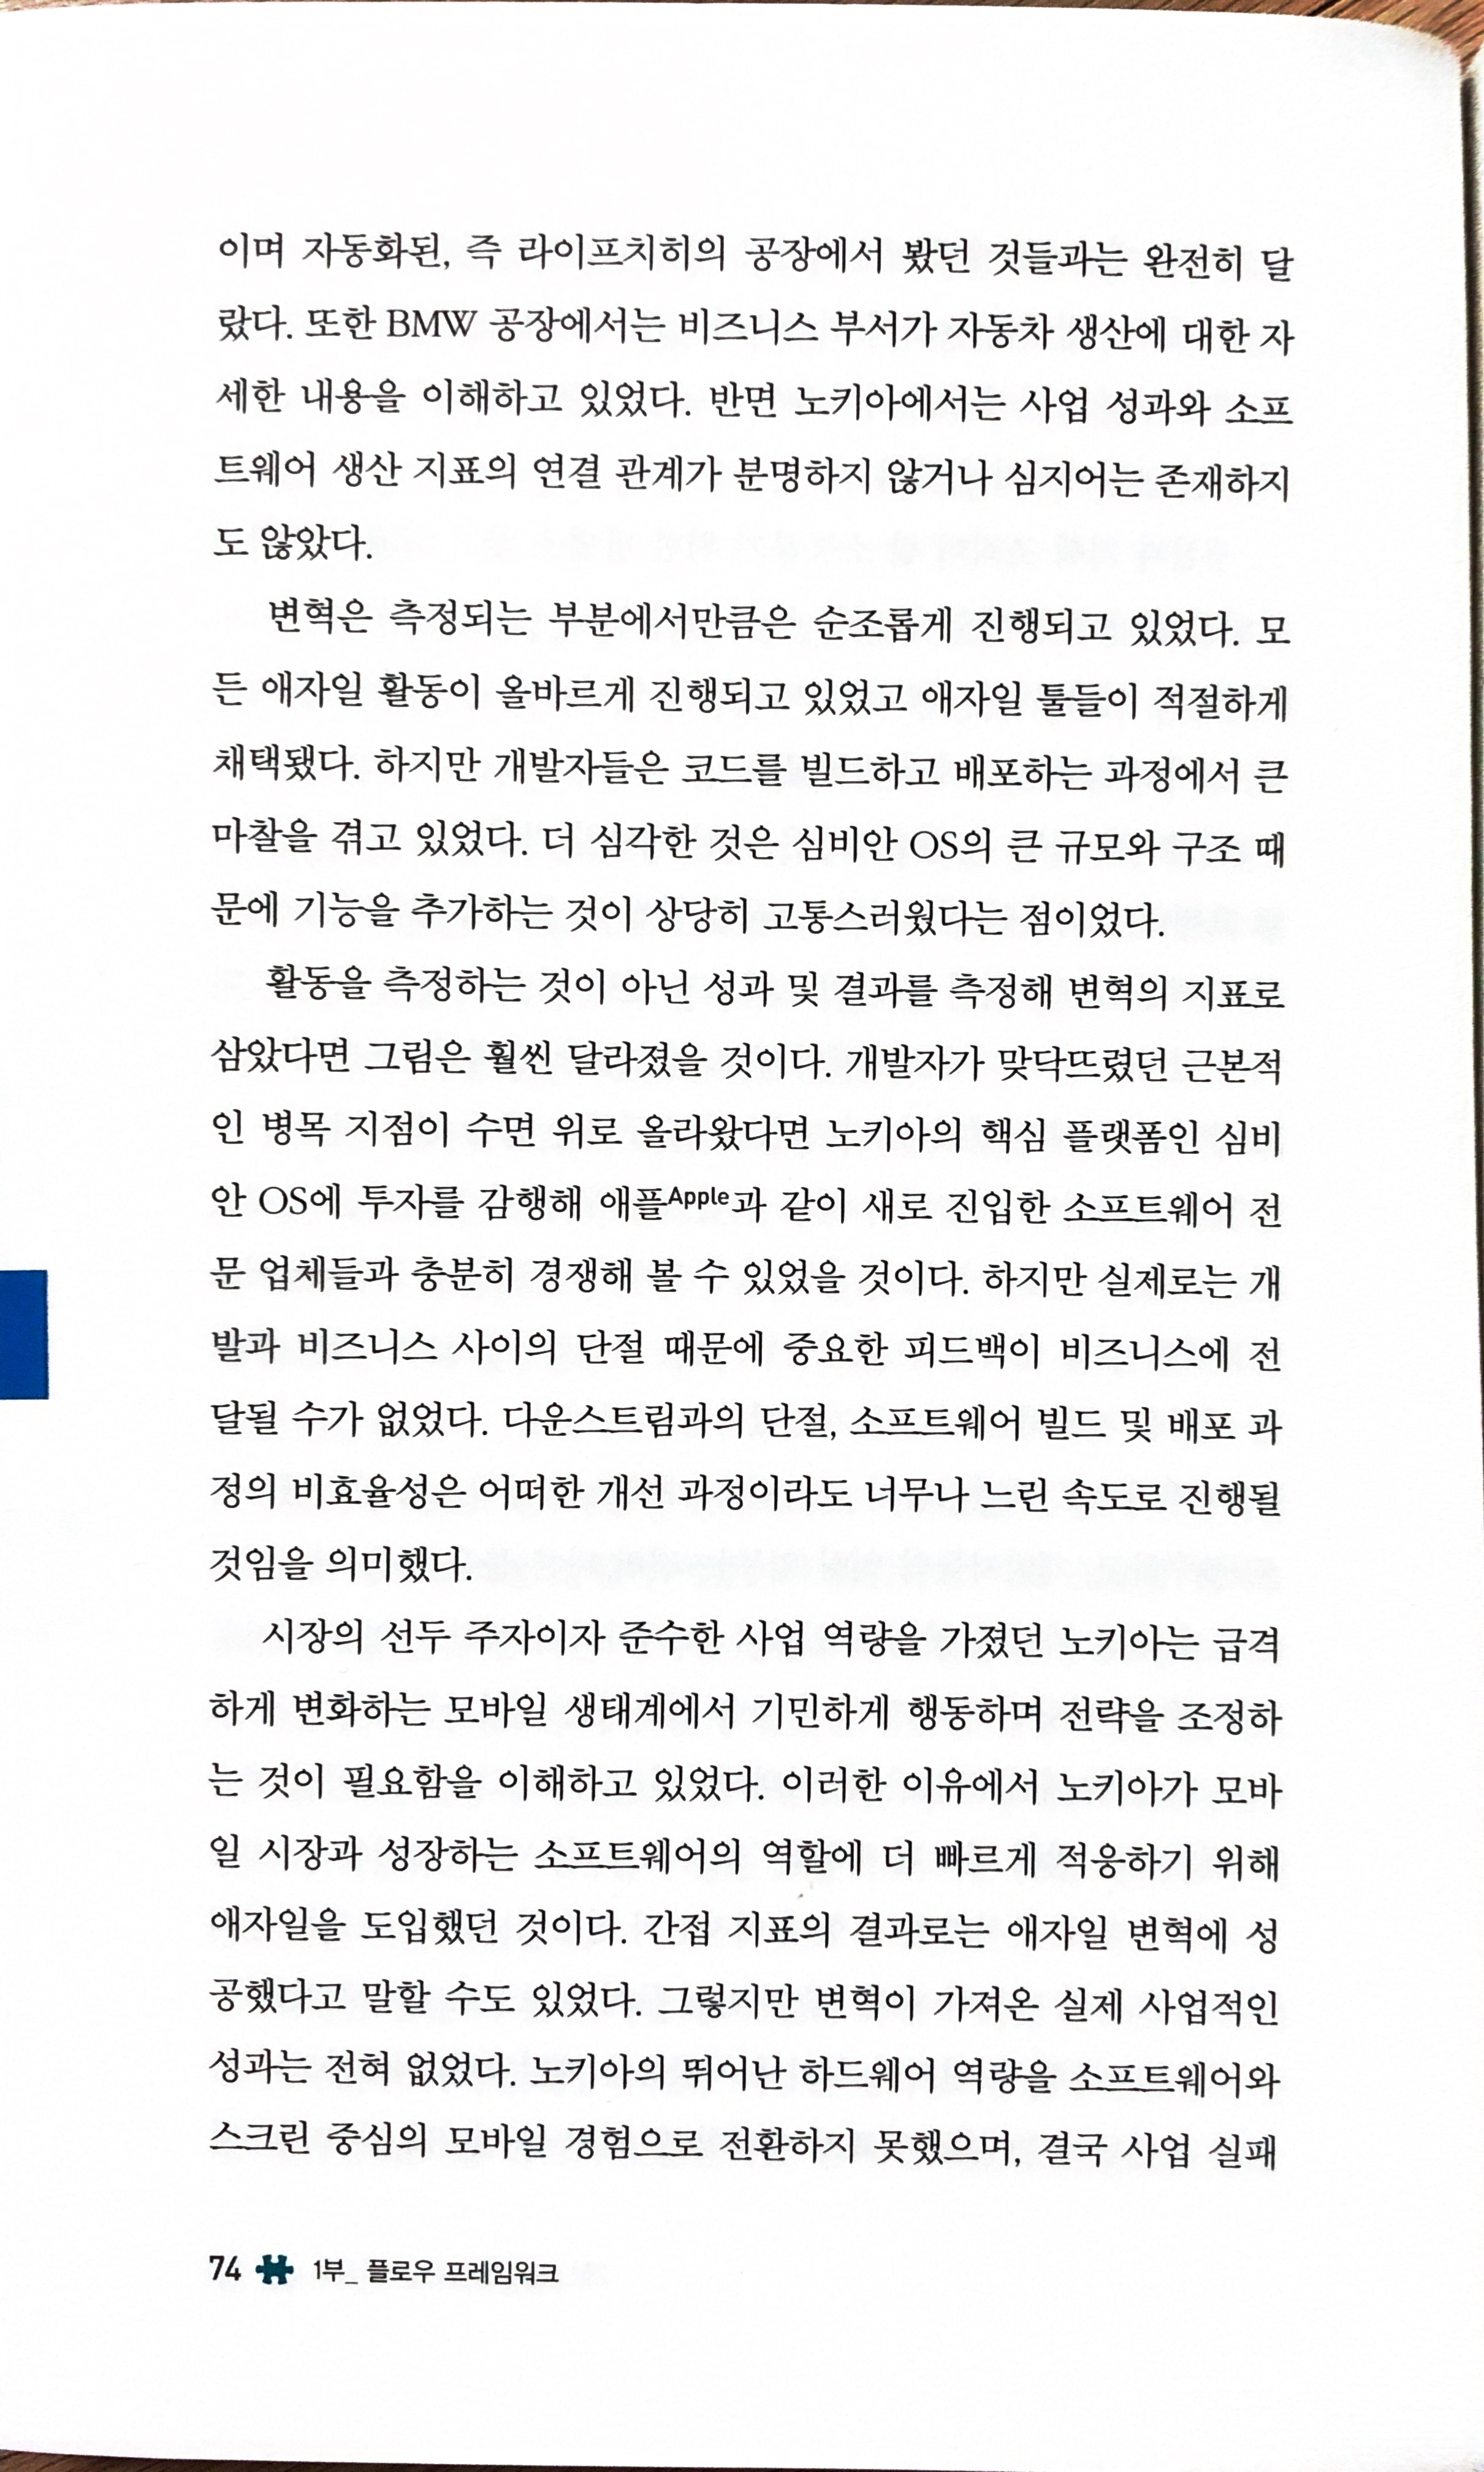 이며 자동화된, 즉 라이프치히의 공장에서 봤던 것들과는 완전히 달
랐다. 또한 BMW 공장에서는 비즈니스 부서가 자동차 생산에 대한 자
세한 내용을 이해하고 있었다. 반면 노키아에서는 사업 성과와 소프
트웨어 생산 지표의 연결 관계가 분명하지 않거나 심지어는 존재하지
도 않았다.
변혁은 측정되는 부분에서만큼은 순조롭게 진행되고 있었다. 모
든 애자일 활동이 올바르게 진행되고 있었고 애자일 툴들이 적절하게
채택됐다. 하지만 개발자들은 코드를 빌드하고 배포하는 과정에서 큰
마찰을 겪고 있었다. 더 심각한 것은 심비안 OS의 큰 규모와 구조 때
문에 기능을 추가하는 것이 상당히 고통스러웠다는 점이었다.
활동을 측정하는 것이 아닌 성과 및 결과를 측정해 변혁의 지표로
삼았다면 그림은 훨씬 달라졌을 것이다. 개발자가 맞닥뜨렸던 근본적
인 병목 지점이 수면 위로 올라왔다면 노키아의 핵심 플랫폼인 심비
안 OS에 투자를 감행해 애플Apple과 같이 새로 진입한 소프트웨어 전
문 업체들과 충분히 경쟁해 볼 수 있었을 것이다. 하지만 실제로는 개
발과 비즈니스 사이의 단절 때문에 중요한 피드백이 비즈니스에 전
달될 수가 없었다. 다운스트림과의 단절, 소프트웨어 빌드 및 배포 과
정의 비효율성은 어떠한 개선 과정이라도 너무나 느린 속도로 진행될
것임을 의미했다.
시장의 선두 주자이자 준수한 사업 역량을 가졌던 노키아는 급격
하게 변화하는 모바일 생태계에서 기민하게 행동하며 전략을 조정하
는 것이 필요함을 이해하고 있었다. 이러한 이유에서 노키아가 모바
일 시장과 성장하는 소프트웨어의 역할에 더 빠르게 적응하기 위해
애자일을 도입했던 것이다. 간접 지표의 결과로는 애자일 변혁에 성
공했다고 말할 수도 있었다. 그렇지만 변혁이 가져온 실제 사업적인
성과는 전혀 없었다. 노키아의 뛰어난 하드웨어 역량을 소프트웨어와
스크린 중심의 모바일 경험으로 전환하지 못했으며, 결국 사업 실패
74 1부_ 플로우 프레임워크